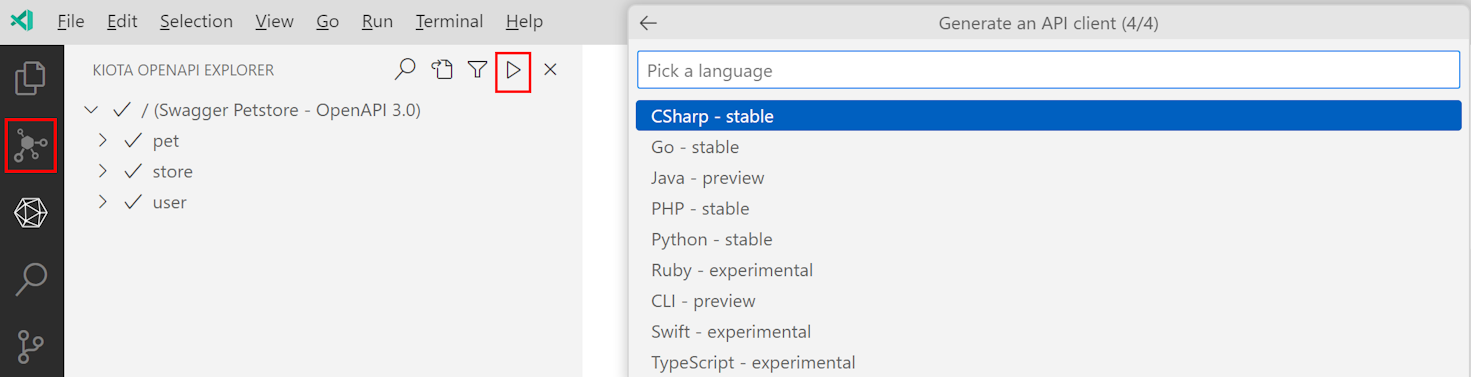 File Edit Selection View Go Run Terminal Help
KIOTA OPENAPI EXPLORER
/ (Swagger Petstore - OpenAPI 3.0)
pet
store
user
Generate an API client (4/4)
Pick a language
CSharp - stable
Go - stable
Java - preview
PHP - stable
Python - stable
Ruby - experimental
CLI - preview
Swift - experimental
TypeScript - experimental